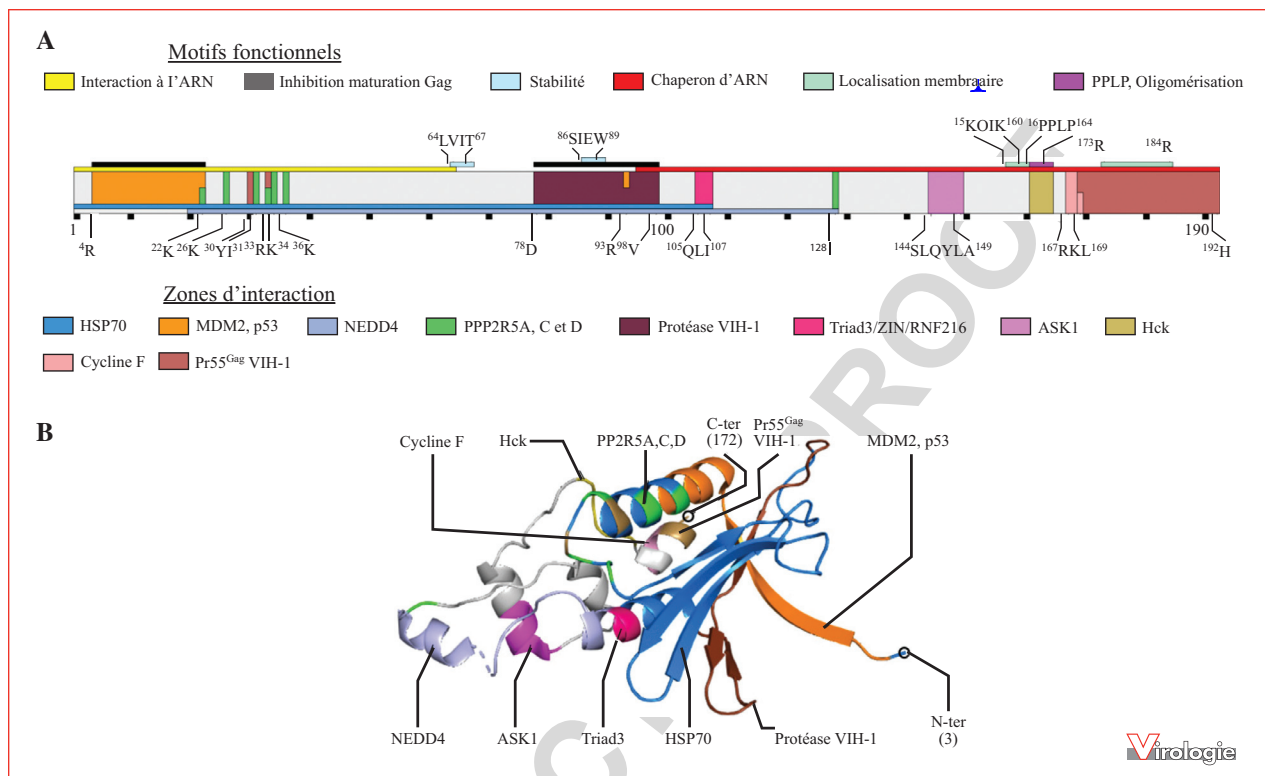 A
Motifs fonctionnels
Interaction à l'ARN Inhibition maturation Gag Stabilité Chaperon d'ARN Localisation membraaire PPLP, Oligomérisation
64LVIT67 86SIEW89 15KOIK160 16PPLP164
173R 184R
1 100 190
4R 22K 26K 30YI31 33RK34 36K 78D 93R 98V 105QLI107 128I 144SLQYLA149 167RKL169 192H
Zones d'interaction
HSP70 MDM2, p53 NEDD4 PPP2R5A, C et D Protéase VIH-1 Triad3/ZIN/RNF216 ASK1 Hck
Cycline F Pr55Gag VIH-1
B
Cycline F Hck PP2R5A,C,D C-ter (172) Pr55Gag VIH-1 MDM2, p53
NEDD4 ASK1 Triad3 HSP70 Protéase VIH-1 N-ter (3)
Virologie